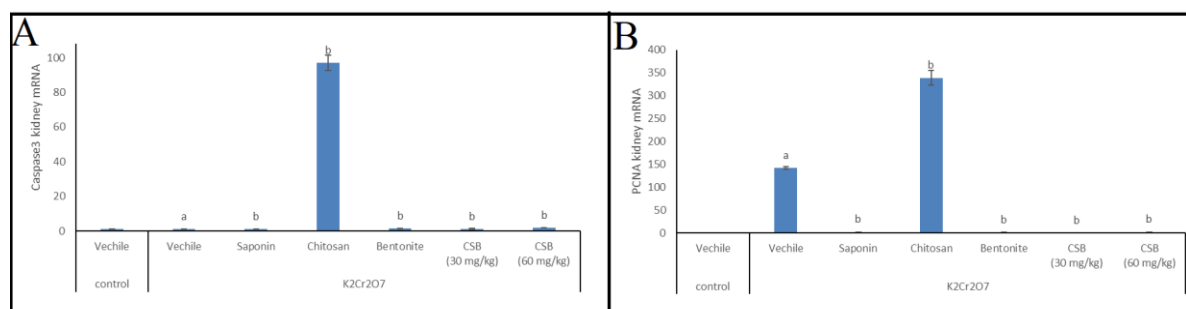 A
Caspase3 kidney mRNA
100
80
60
40
20
0
a
b
b
b
b
b
Vechile
Vechile
Saponin
Chitosan
Bentonite
CSB
(30 mg/kg)
CSB
(60 mg/kg)
control
K2Cr2O7
B
PCNA kidney mRNA
400
350
300
250
200
150
100
50
0
a
b
b
b
b
b
Vechile
Vechile
Saponin
Chitosan
Bentonite
CSB
(30 mg/kg)
CSB
(60 mg/kg)
control
K2Cr2O7